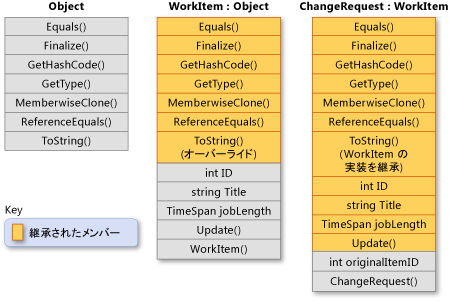 Object
Equals()
Finalize()
GetHashCode()
GetType()
MemberwiseClone()
ReferenceEquals()
ToString()
WorkItem : Object
Equals()
Finalize()
GetHashCode()
GetType()
MemberwiseClone()
ReferenceEquals()
ToString()
(オーバーライド)
int ID
string Title
TimeSpan jobLength
Update()
WorkItem()
ChangeRequest : WorkItem
Equals()
Finalize()
GetHashCode()
GetType()
MemberwiseClone()
ReferenceEquals()
ToString()
(WorkItem の
実装を継承)
int ID
string Title
TimeSpan jobLength
Update()
int originalItemID
ChangeRequest()
Key
継承されたメンバー